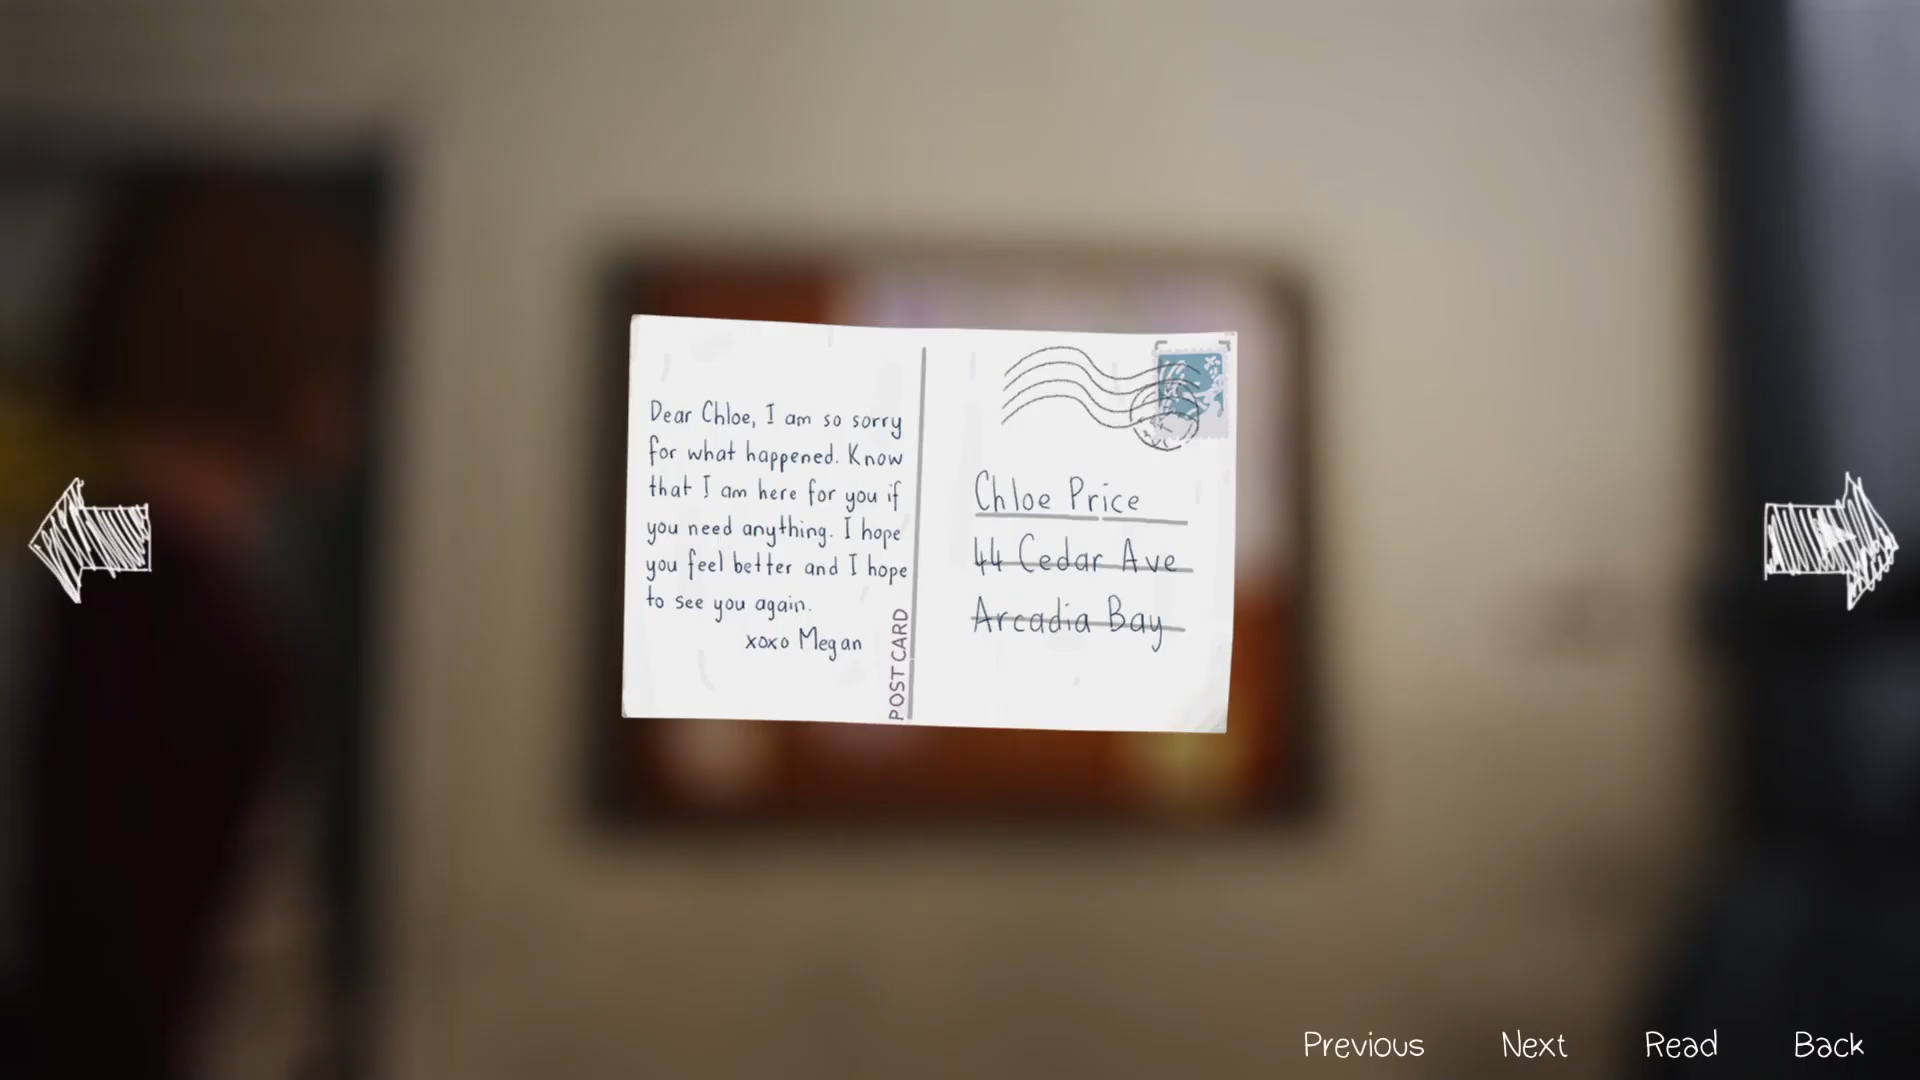 Dear Chloe, I am so sorry
for what happened. Know
that I am here for you if
you need anything. I hope
you feel better and I hope
to see you again.
xoxo Megan
POST CARD
Chloe Price
44 Cedar Ave
Arcadia Bay
Previous Next Read Back